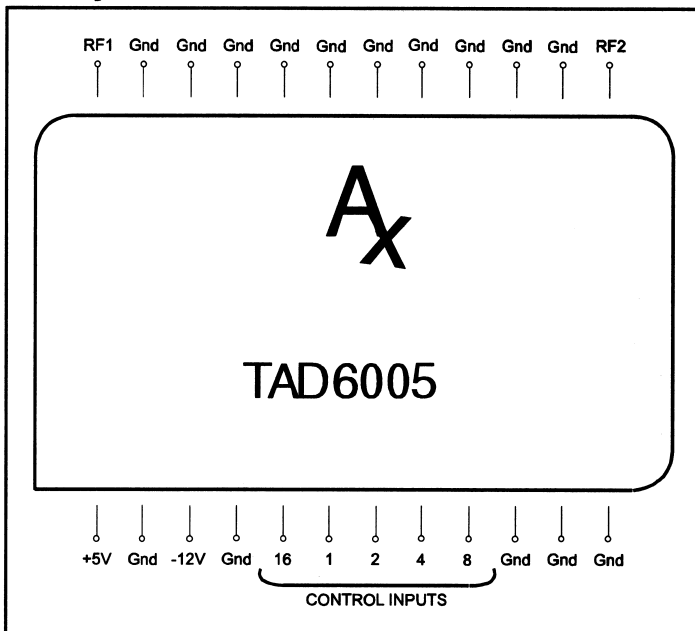 RF1 Gnd Gnd Gnd Gnd Gnd Gnd Gnd Gnd Gnd Gnd RF2
Ax
TAD6005
+5V Gnd -12V Gnd 16 1 2 4 8 Gnd Gnd Gnd
CONTROL INPUTS